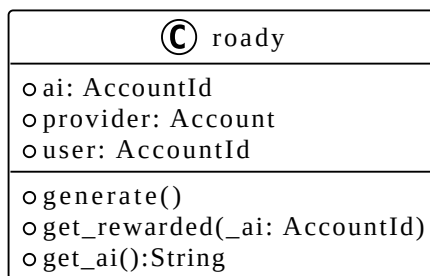 C roady
ai: AccountId
provider: Account
user: AccountId
generate()
get_rewarded(_ai: AccountId)
get_ai():String